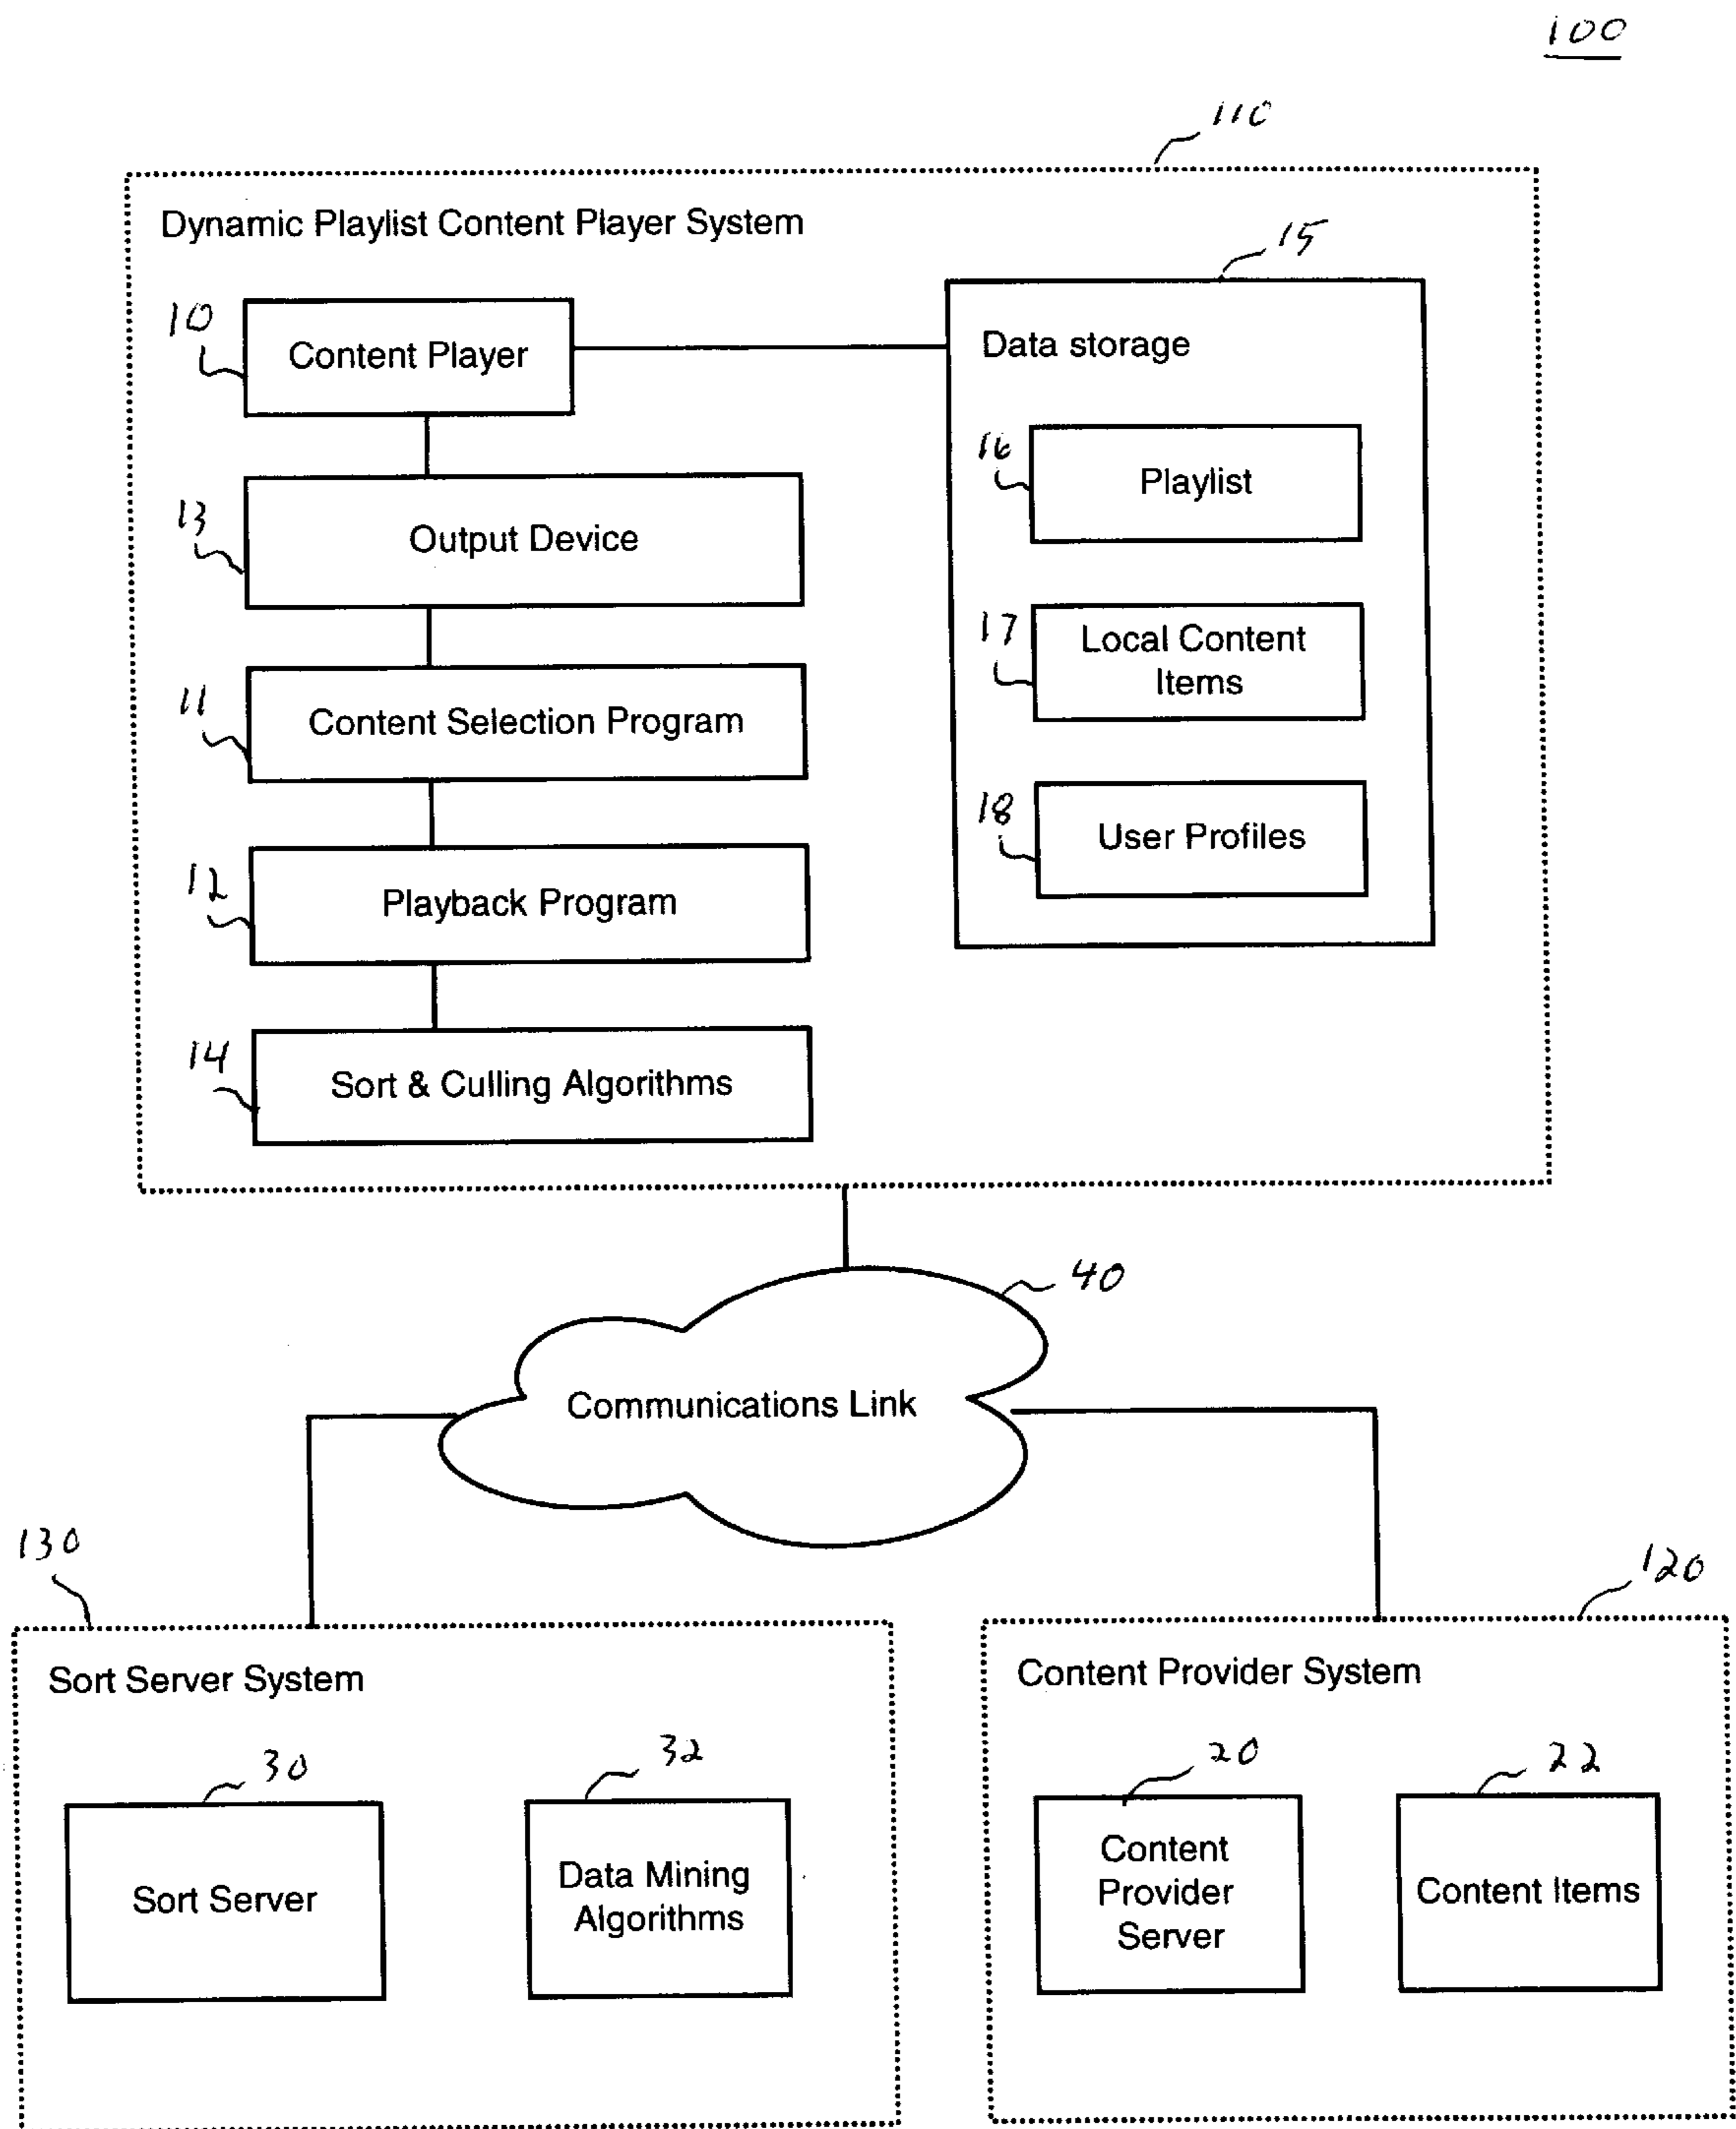 100
110
Dynamic Playlist Content Player System
15
10
Content Player
Data storage
16
Playlist
13
Output Device
17
Local Content
Items
11
Content Selection Program
18
User Profiles
12
Playback Program
14
Sort & Culling Algorithms
40
Communications Link
130
120
Sort Server System
Content Provider System
30
32
20
22
Sort Server
Data Mining
Algorithms
Content
Provider
Server
Content Items